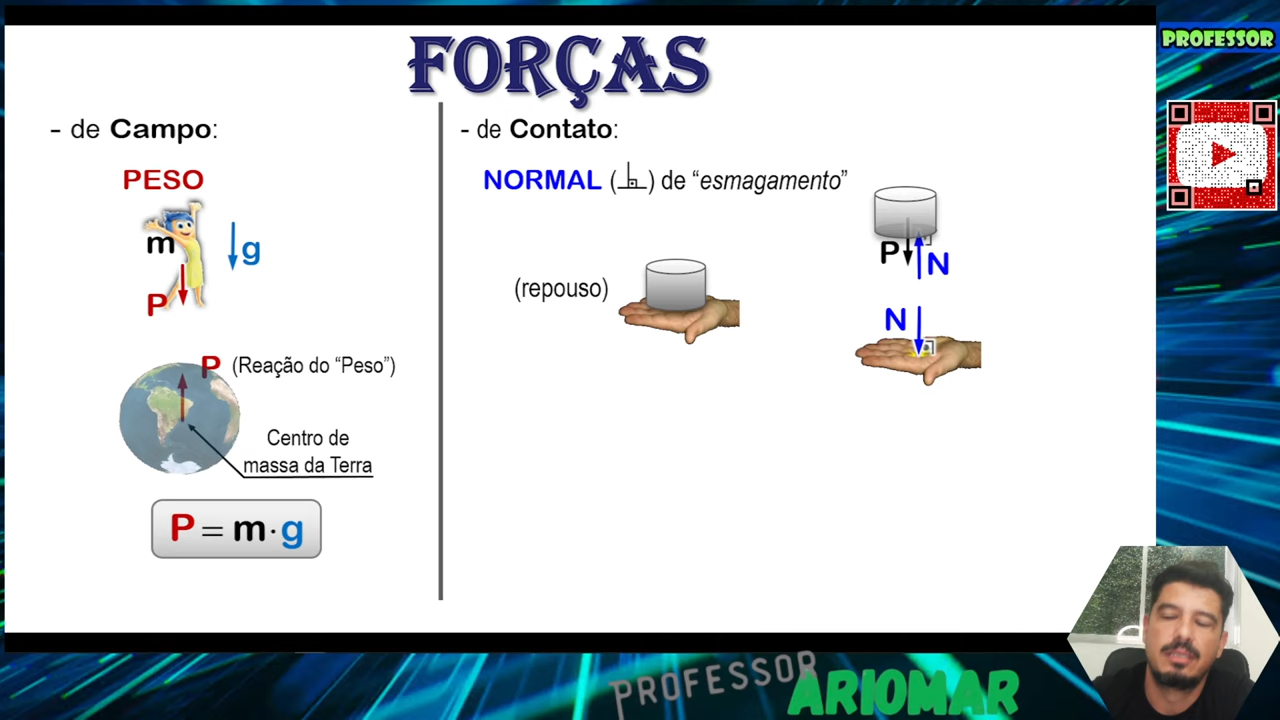 FORÇAS
PROFESSOR
- de Campo:
PESO
m
g
P
P (Reação do “Peso”)
Centro de
massa da Terra
P = m · g
- de Contato:
NORMAL () de “esmagamento”
(repouso)
P
N
N
PROFESSOR
ARIOMAR